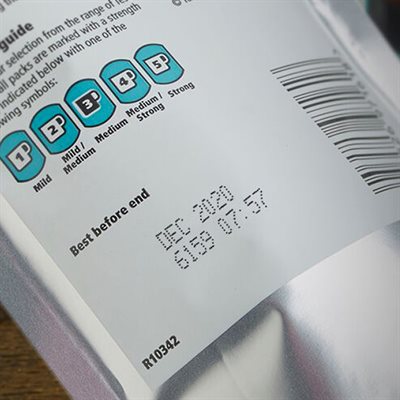 guide
selection from the range of
packs are marked with a strength
indicated below with one of the
wing symbols:
1 2 3 4 5
Mild
Mild / Medium
Medium
Medium / Strong
Strong
Best before end
DEC 2020
6159 07:57
R10342